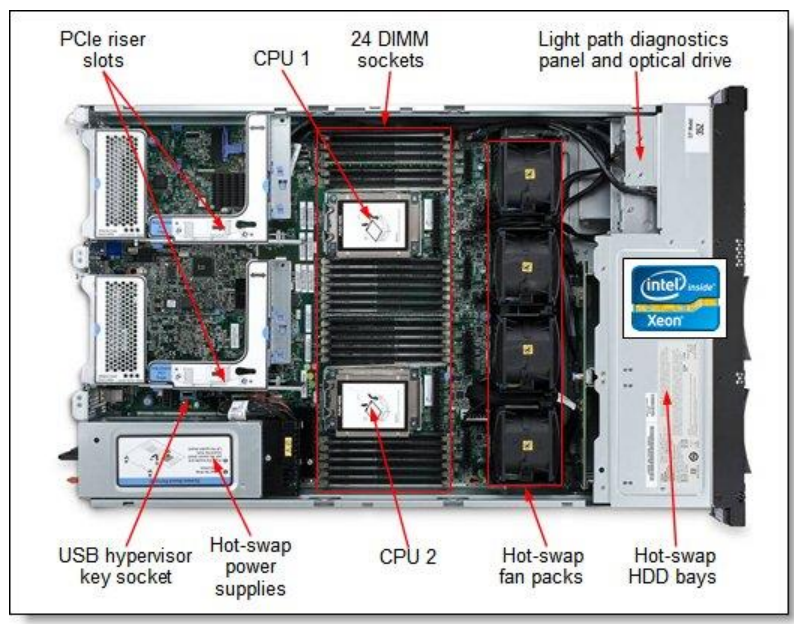 PCIe riser
slots
CPU 1
24 DIMM
sockets
Light path diagnostics
panel and optical drive
intel inside™
Xeon®
USB hypervisor
key socket
Hot-swap
power
supplies
CPU 2
Hot-swap
fan packs
Hot-swap
HDD bays